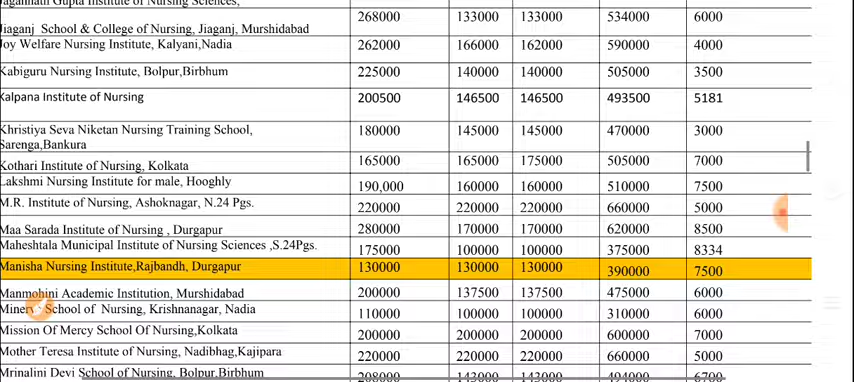 Jagannath Gupta Institute of Nursing Sciences,
Jiaganj School & College of Nursing, Jiaganj, Murshidabad 268000 133000 133000 534000 6000
Joy Welfare Nursing Institute, Kalyani,Nadia 262000 166000 162000 590000 4000
Kabiguru Nursing Institute, Bolpur,Birbhum 225000 140000 140000 505000 3500
Kalpana Institute of Nursing 200500 146500 146500 493500 5181
Khristiya Seva Niketan Nursing Training School, 180000 145000 145000 470000 3000
Sarenga,Bankura
Kothari Institute of Nursing, Kolkata 165000 165000 175000 505000 7000
Lakshmi Nursing Institute for male, Hooghly 190,000 160000 160000 510000 7500
M.R. Institute of Nursing, Ashoknagar, N.24 Pgs. 220000 220000 220000 660000 5000
Maa Sarada Institute of Nursing , Durgapur 280000 170000 170000 620000 8500
Maheshtala Municipal Institute of Nursing Sciences ,S.24Pgs. 175000 100000 100000 375000 8334
Manisha Nursing Institute,Rajbandh, Durgapur 130000 130000 130000 390000 7500
Manmohini Academic Institution, Murshidabad 200000 137500 137500 475000 6000
School of Nursing, Krishnanagar, Nadia 110000 100000 100000 310000 6000
Mission Of Mercy School Of Nursing,Kolkata 200000 200000 200000 600000 7000
Mother Teresa Institute of Nursing, Nadibhag,Kajipara 220000 220000 220000 660000 5000
Mrinalini Devi School of Nursing, Bolpur,Birbhum 208000 143000 143000 494000 6700